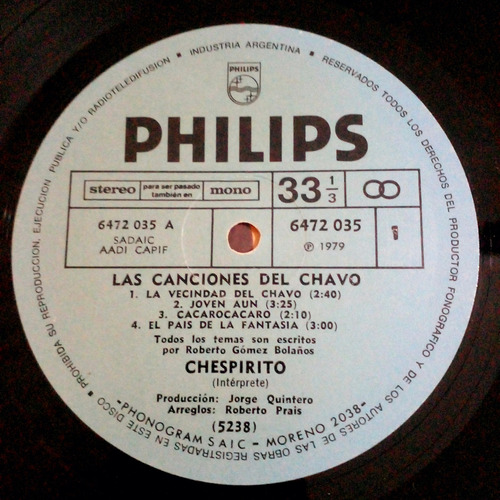 PROHIBIDA SU REPRODUCCION, EJECUCION PUBLICA Y/O RADIOTELEDIFUSION ▪ INDUSTRIA ARGENTINA ▪ RESERVADOS TODOS LOS DERECHOS DEL PRODUCTOR FONOGRAFICO Y DE LOS AUTORES DE LAS OBRAS REGISTRADAS EN ESTE DISCO ▪
PHILIPS
PHILIPS
stereo para ser pasado también en mono 33 1/3
6472 035 A
SADAIC
AADI CAPIF
6472 035
℗ 1979
1
LAS CANCIONES DEL CHAVO
1. LA VECINDAD DEL CHAVO (2:40)
2. JOVEN AUN (3:25)
3. CACAROCACARO (2:10)
4. EL PAIS DE LA FANTASIA (3:00)
Todos los temas son escritos
por Roberto Gómez Bolaños
CHESPIRITO
(Intérprete)
Producción: Jorge Quintero
Arreglos: Roberto Prais
(5238)
-PHONOGRAM SAIC - MORENO 2038-